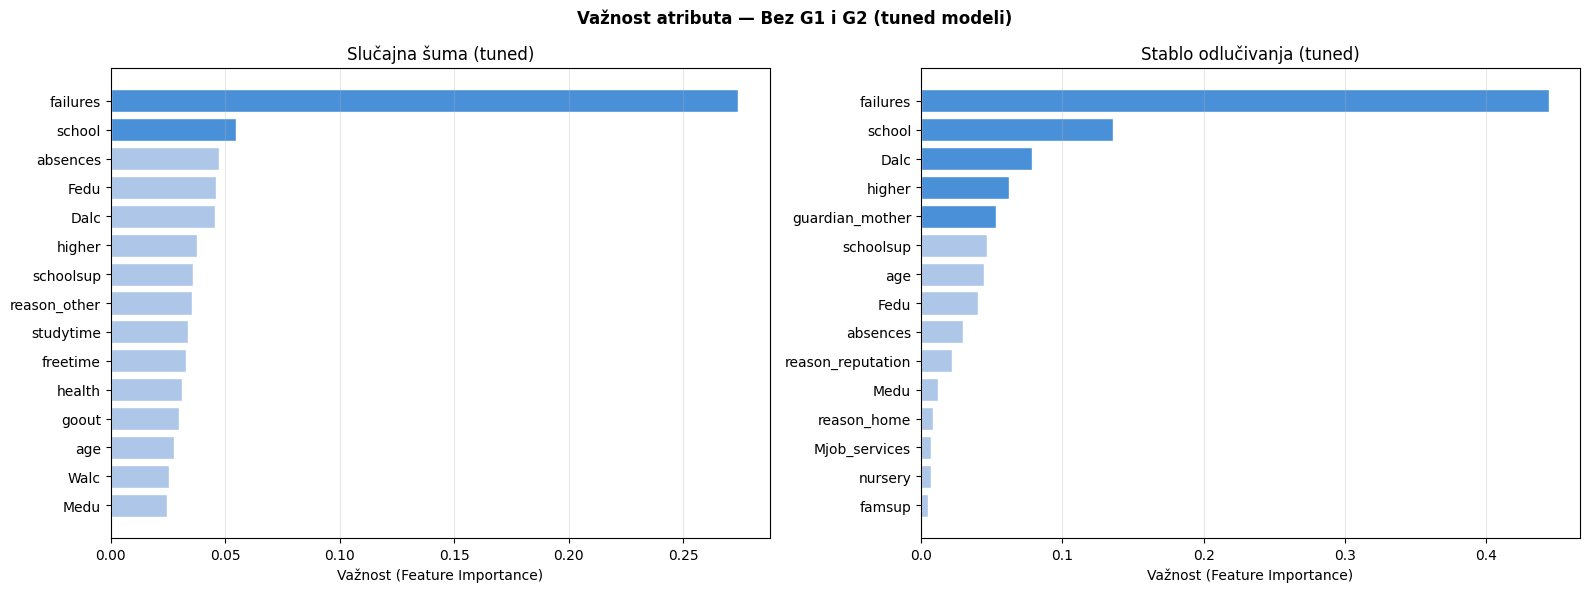 Važnost atributa — Bez G1 i G2 (tuned modeli)
Slučajna šuma (tuned)
failures
school
absences
Fedu
Dalc
higher
schoolsup
reason_other
studytime
freetime
health
goout
age
Walc
Medu
0.00 0.05 0.10 0.15 0.20 0.25
Važnost (Feature Importance)
Stablo odlučivanja (tuned)
failures
school
Dalc
higher
guardian_mother
schoolsup
age
Fedu
absences
reason_reputation
Medu
reason_home
Mjob_services
nursery
famsup
0.0 0.1 0.2 0.3 0.4
Važnost (Feature Importance)